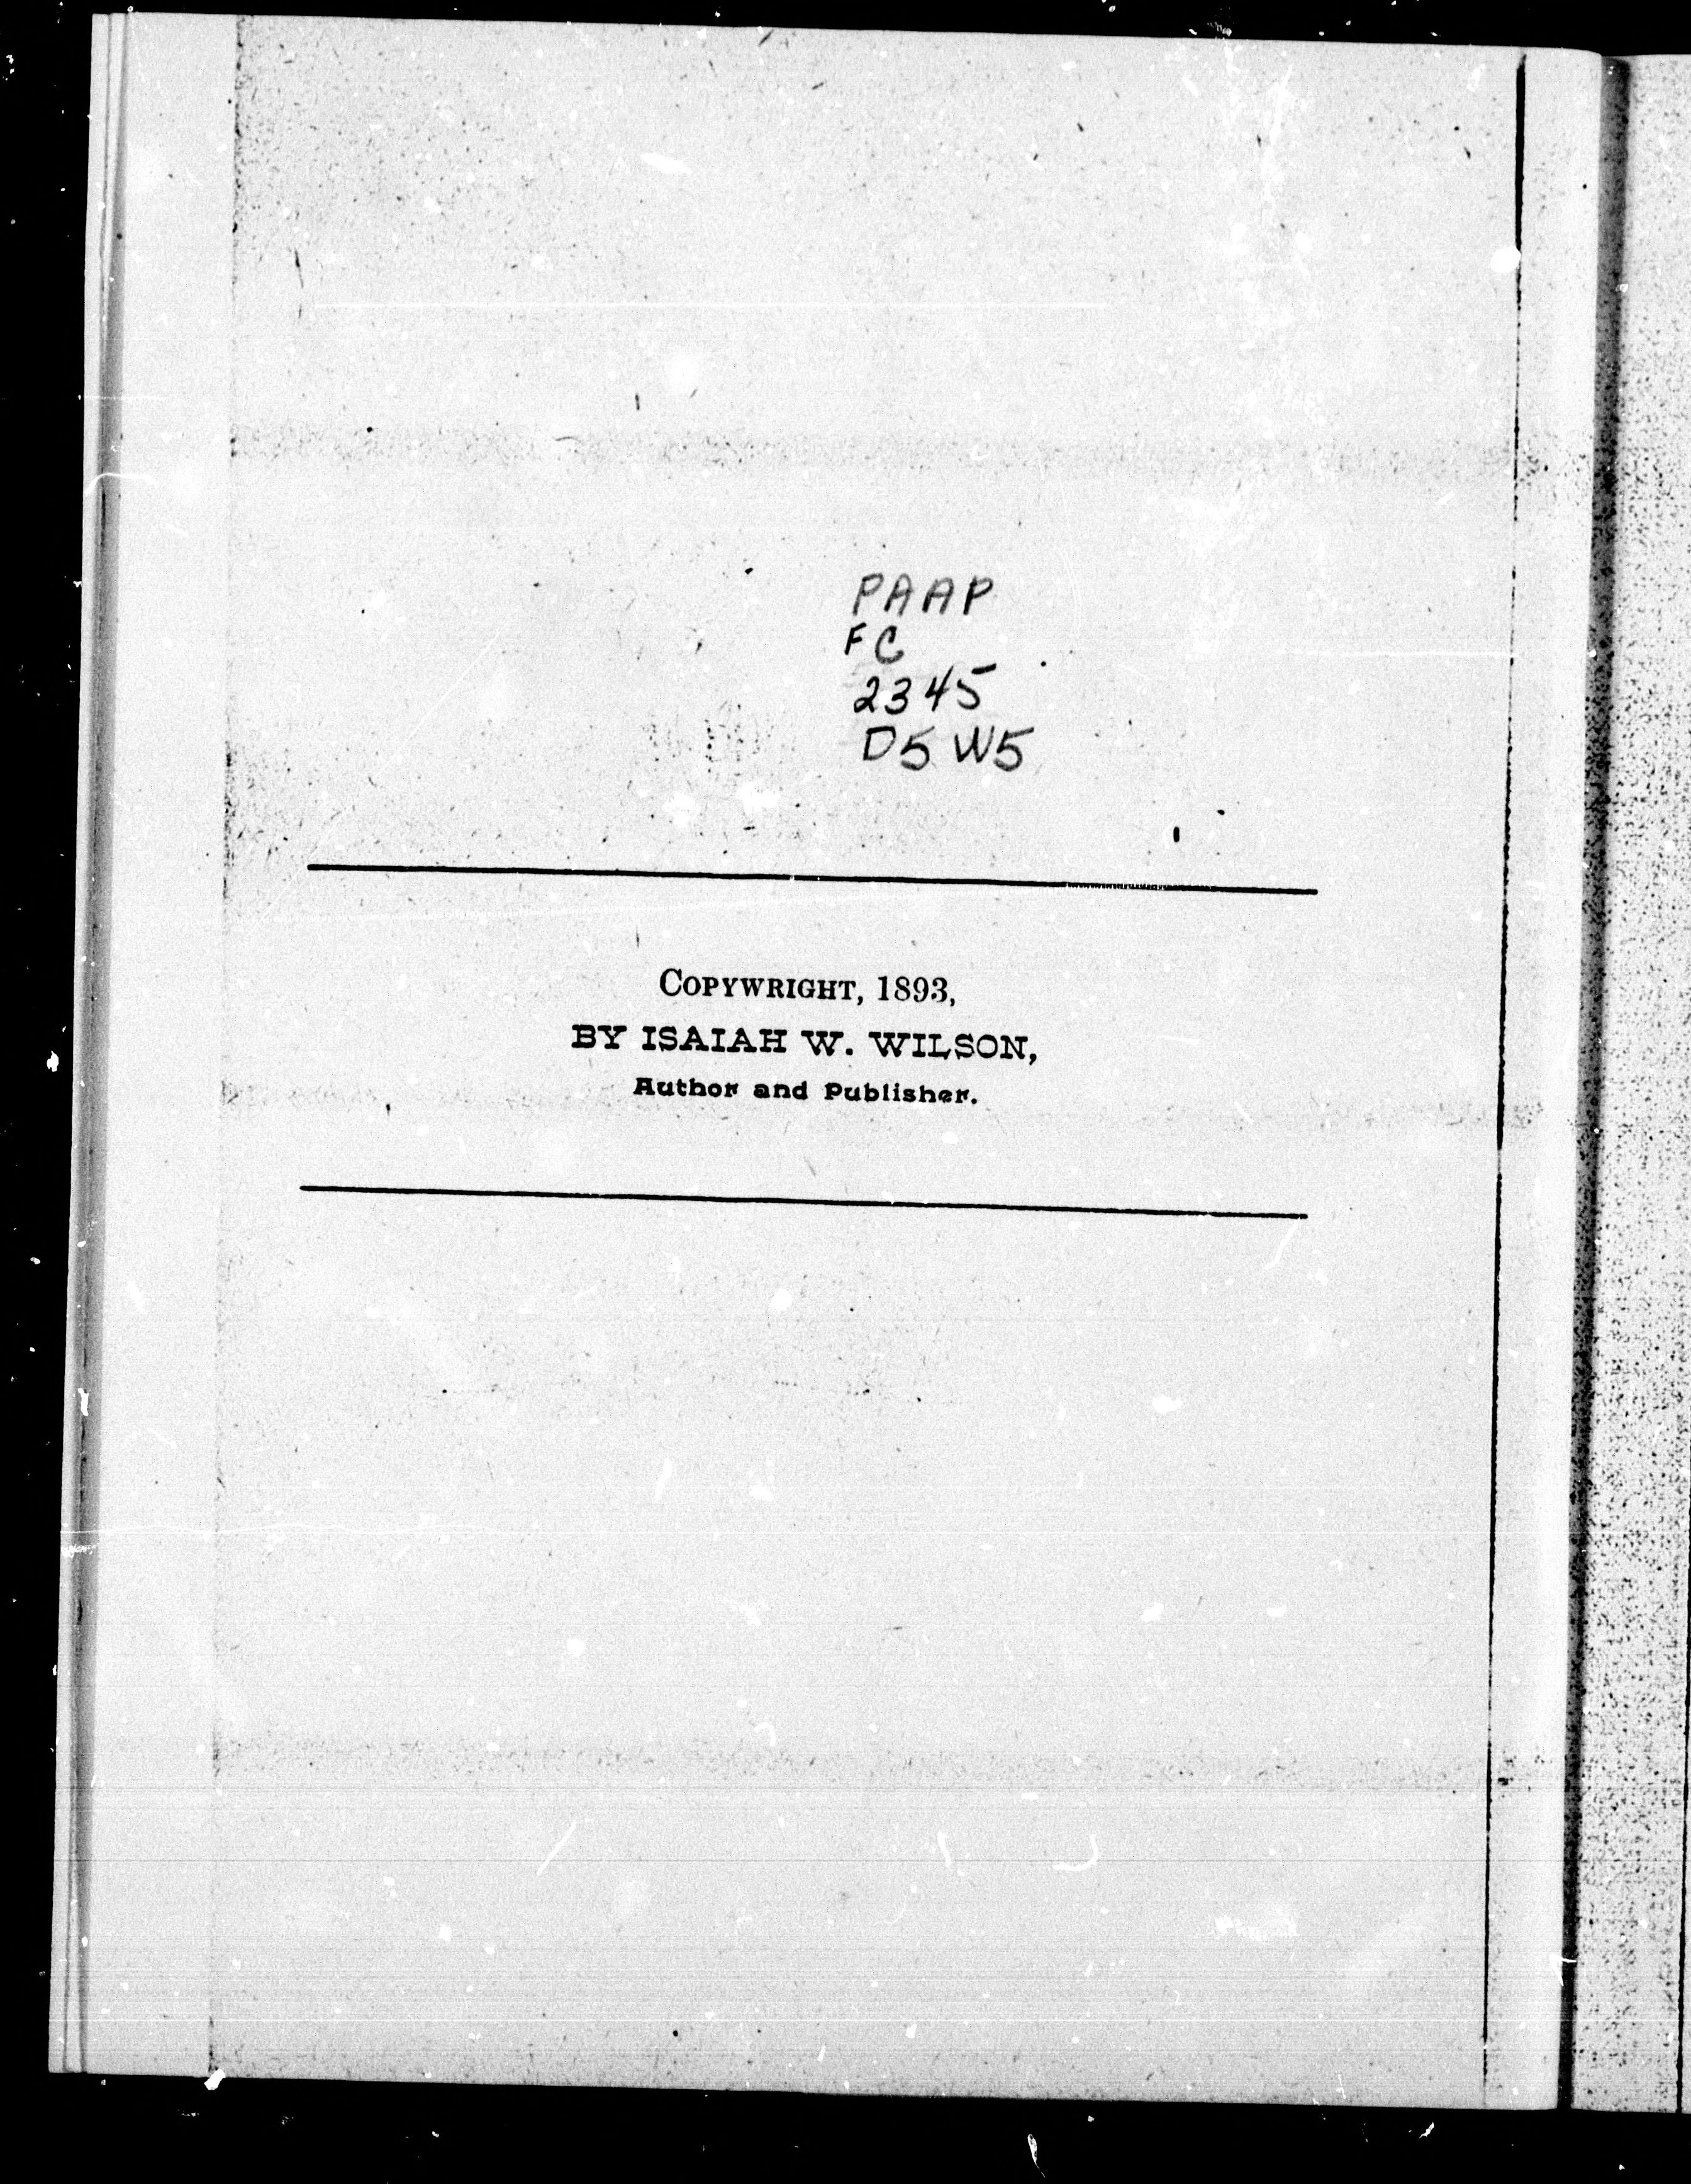 PAAP
FC
2345
D5 W5
COPYWRIGHT, 1893,
BY ISAIAH W. WILSON,
Author and Publisher.